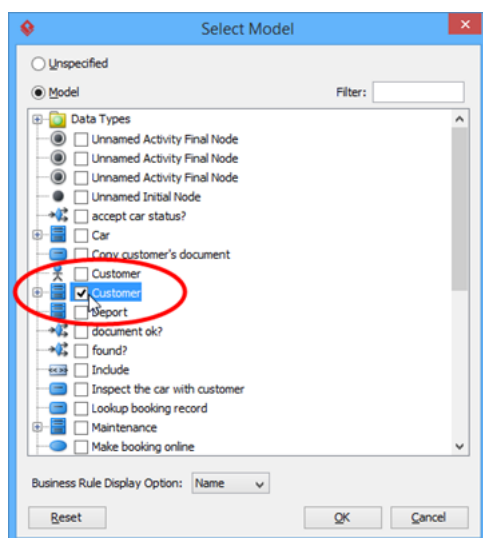 Select Model
Unspecified
Model Filter:
Data Types
Unnamed Activity Final Node
Unnamed Activity Final Node
Unnamed Activity Final Node
Unnamed Initial Node
accept car status?
Car
Copy customer's document
Customer
Customer
Deport
document ok?
found?
Include
Inspect the car with customer
Lookup booking record
Maintenance
Make booking online
Business Rule Display Option: Name
Reset OK Cancel